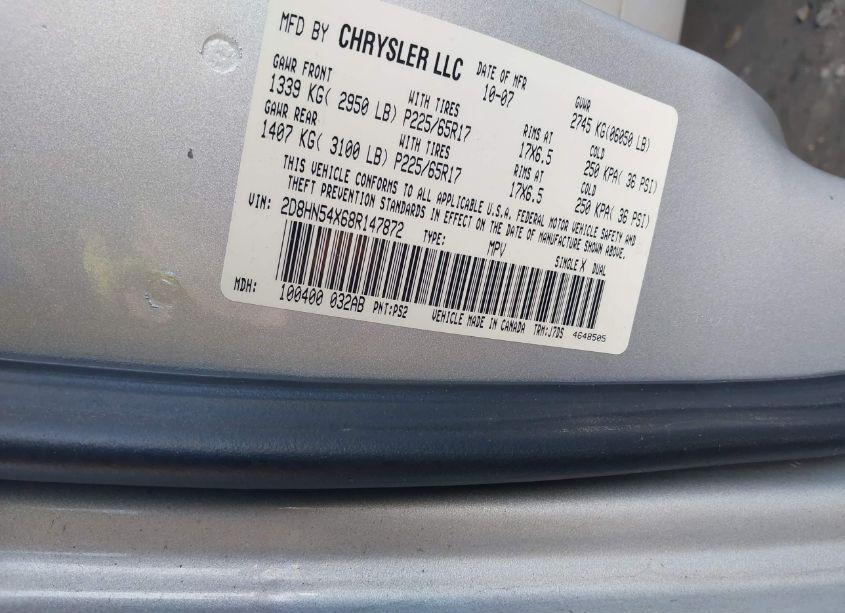 MFD BY CHRYSLER LLC DATE OF MFR GVWR
GAWR FRONT WITH TIRES 10-07 2745 KG(06050 LB)
1339 KG( 2950 LB) P225/65R17 RIMS AT COLD
GAWR REAR WITH TIRES 17X6.5 250 KPA( 36 PSI)
1407 KG( 3100 LB) P225/65R17 RIMS AT COLD
17X6.5 250 KPA( 36 PSI)
THIS VEHICLE CONFORMS TO ALL APPLICABLE U.S.A. FEDERAL MOTOR VEHICLE SAFETY AND
THEFT PREVENTION STANDARDS IN EFFECT ON THE DATE OF MANUFACTURE SHOWN ABOVE.
VIN: 2D8HN54X68R147872 TYPE: MPV SINGLE X DUAL
MDH: 100400 032AB PNT:PS2 VEHICLE MADE IN CANADA TRM:J7DS 4648505